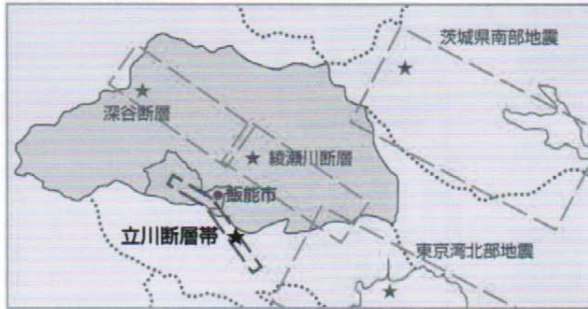 茨城県南部地震
深谷断層
綾瀬川断層
飯能市
立川断層帯
東京湾北部地震